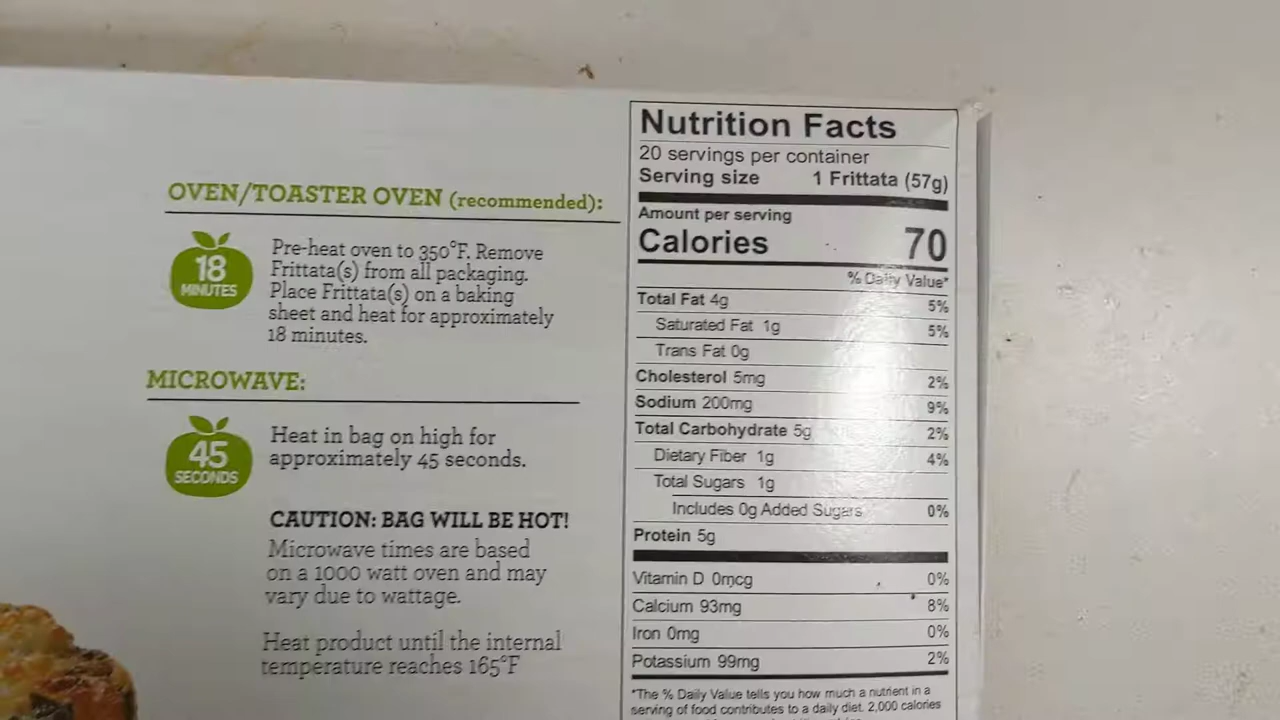 OVEN/TOASTER OVEN (recommended):
18
MINUTES
Pre-heat oven to 350°F. Remove
Frittata(s) from all packaging.
Place Frittata(s) on a baking
sheet and heat for approximately
18 minutes.
MICROWAVE:
45
SECONDS
Heat in bag on high for
approximately 45 seconds.
CAUTION: BAG WILL BE HOT!
Microwave times are based
on a 1000 watt oven and may
vary due to wattage.
Heat product until the internal
temperature reaches 165°F
Nutrition Facts
20 servings per container
Serving size 1 Frittata (57g)
Amount per serving
Calories 70
% Daily Value*
Total Fat 4g 5%
Saturated Fat 1g 5%
Trans Fat 0g
Cholesterol 5mg 2%
Sodium 200mg 9%
Total Carbohydrate 5g 2%
Dietary Fiber 1g 4%
Total Sugars 1g
Includes 0g Added Sugars 0%
Protein 5g
Vitamin D 0mcg 0%
Calcium 93mg 8%
Iron 0mg 0%
Potassium 99mg 2%
*The % Daily Value tells you how much a nutrient in a
serving of food contributes to a daily diet. 2,000 calories